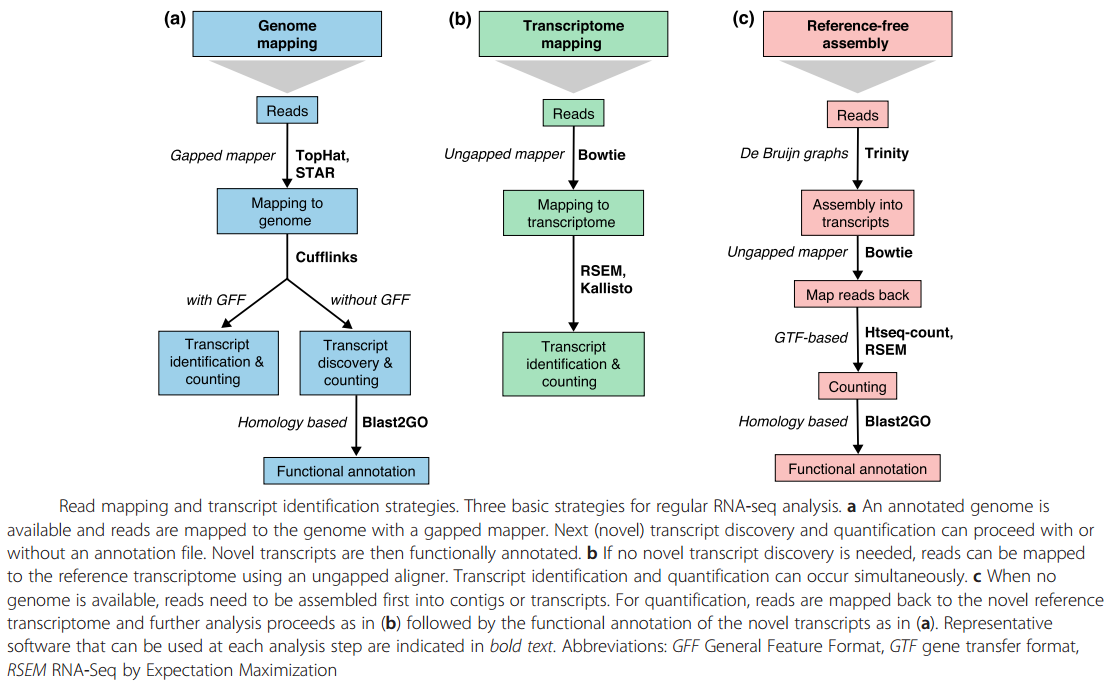 (a)
Genome
mapping
Reads
Gapped mapper TopHat,
STAR
Mapping to
genome
Cufflinks
with GFF without GFF
Transcript
identification &
counting
Transcript
discovery &
counting
Homology based Blast2GO
Functional annotation
(b)
Transcriptome
mapping
Reads
Ungapped mapper Bowtie
Mapping to
transcriptome
RSEM,
Kallisto
Transcript
identification &
counting
(c)
Reference-free
assembly
Reads
De Bruijn graphs Trinity
Assembly into
transcripts
Ungapped mapper Bowtie
Map reads back
GTF-based Htseq-count,
RSEM
Counting
Homology based Blast2GO
Functional annotation
Read mapping and transcript identification strategies. Three basic strategies for regular RNA-seq analysis. a An annotated genome is
available and reads are mapped to the genome with a gapped mapper. Next (novel) transcript discovery and quantification can proceed with or
without an annotation file. Novel transcripts are then functionally annotated. b If no novel transcript discovery is needed, reads can be mapped
to the reference transcriptome using an ungapped aligner. Transcript identification and quantification can occur simultaneously. c When no
genome is available, reads need to be assembled first into contigs or transcripts. For quantification, reads are mapped back to the novel reference
transcriptome and further analysis proceeds as in (b) followed by the functional annotation of the novel transcripts as in (a). Representative
software that can be used at each analysis step are indicated in bold text. Abbreviations: GFF General Feature Format, GTF gene transfer format,
RSEM RNA-Seq by Expectation Maximization